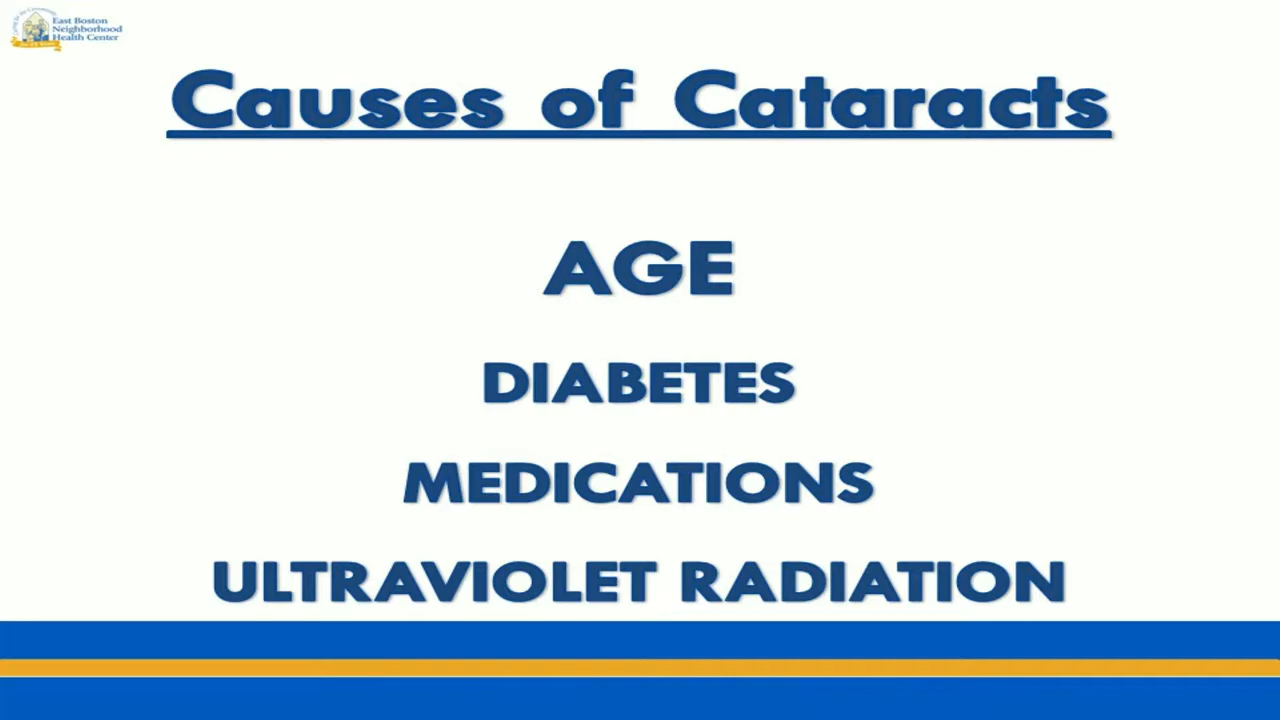 East Boston
Neighborhood
Health Center
Causes of Cataracts
AGE
DIABETES
MEDICATIONS
ULTRAVIOLET RADIATION